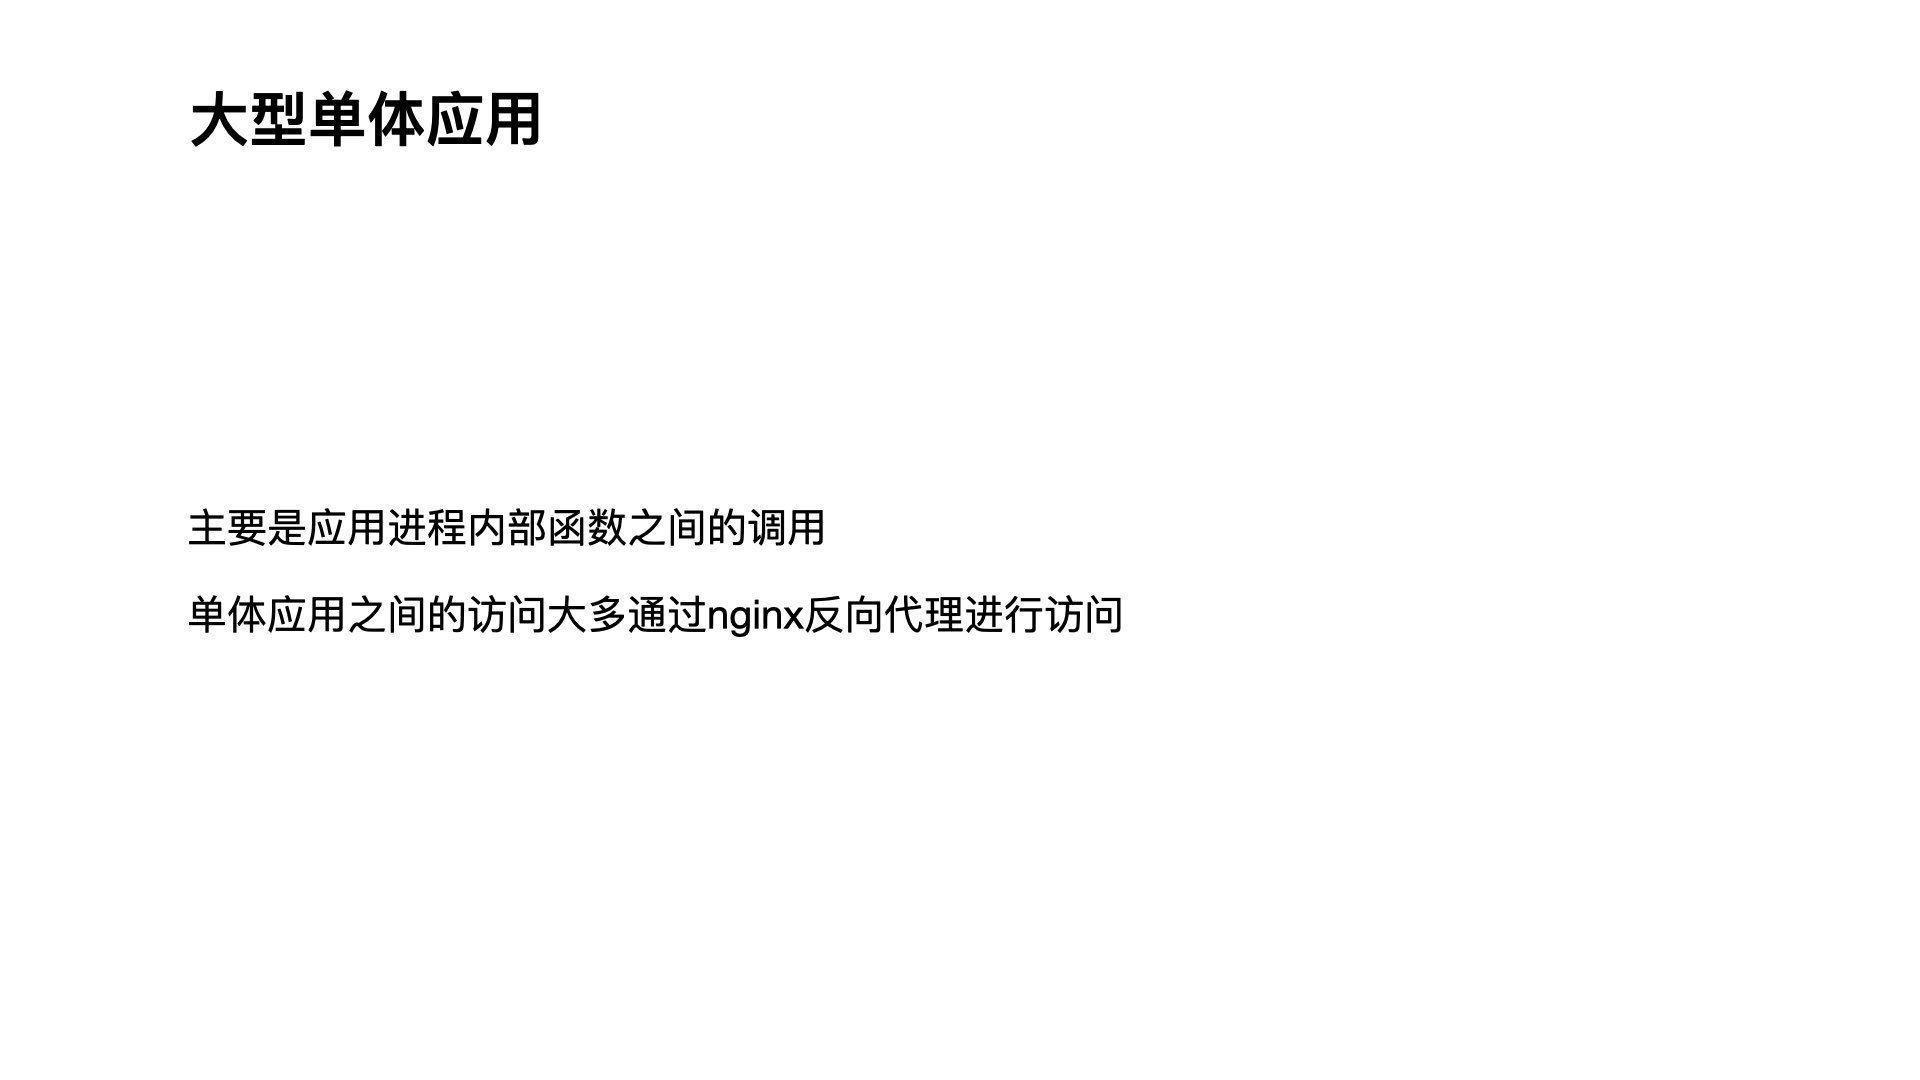 大型单体应用
主要是应用进程内部函数之间的调用
单体应用之间的访问大多通过nginx反向代理进行访问